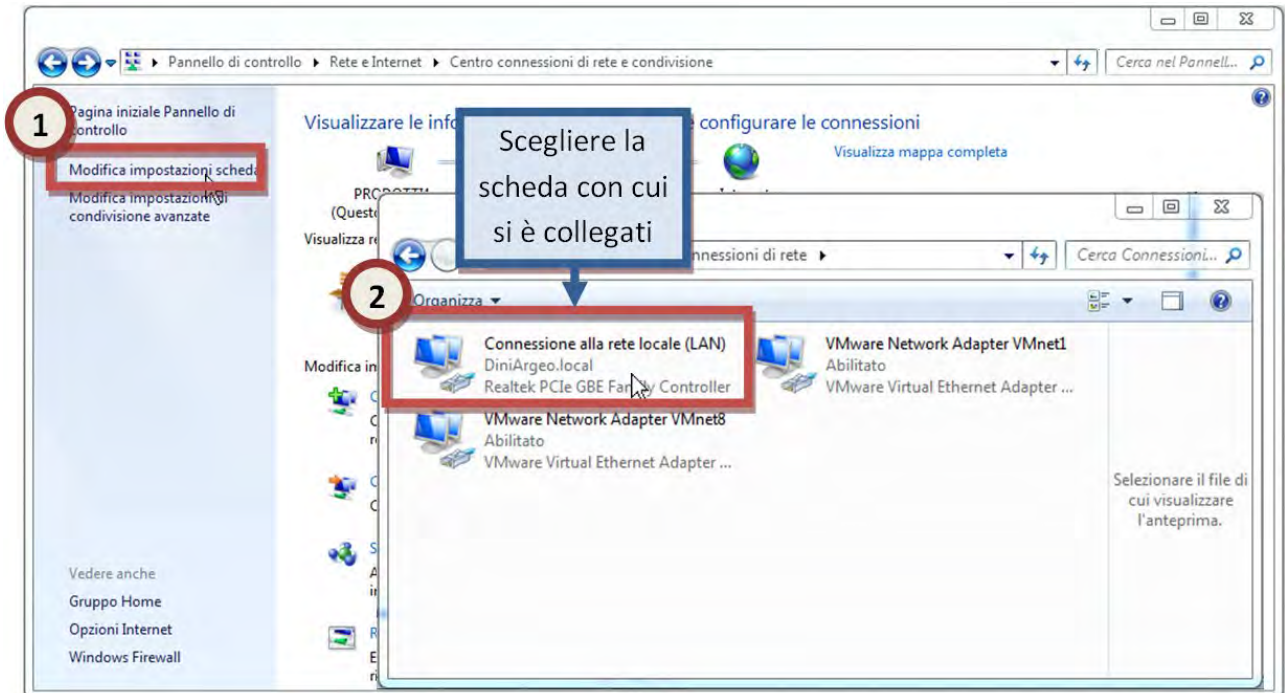 Pannello di controllo ▸ Rete e Internet ▸ Centro connessioni di rete e condivisione
Cerca nel Pannell...
1
Pagina iniziale Pannello di
controllo
Modifica impostazioni scheda
Modifica impostazioni di
condivisione avanzate
Visualizzare le
configurare le connessioni
Visualizza mappa completa
Visualizza
Scegliere la
scheda con cui
si è collegati
di rete ▸
Cerca Connessioni...
2
Organizza
Connessione alla rete locale (LAN)
DiniArgeo.local
Realtek PCIe GBE Family Controller
VMware Network Adapter VMnet1
Abilitato
VMware Virtual Ethernet Adapter ...
VMware Network Adapter VMnet8
Abilitato
VMware Virtual Ethernet Adapter ...
Modifica
Selezionare il file di
cui visualizzare
l'anteprima.
Vedere anche
Gruppo Home
Opzioni Internet
Windows Firewall